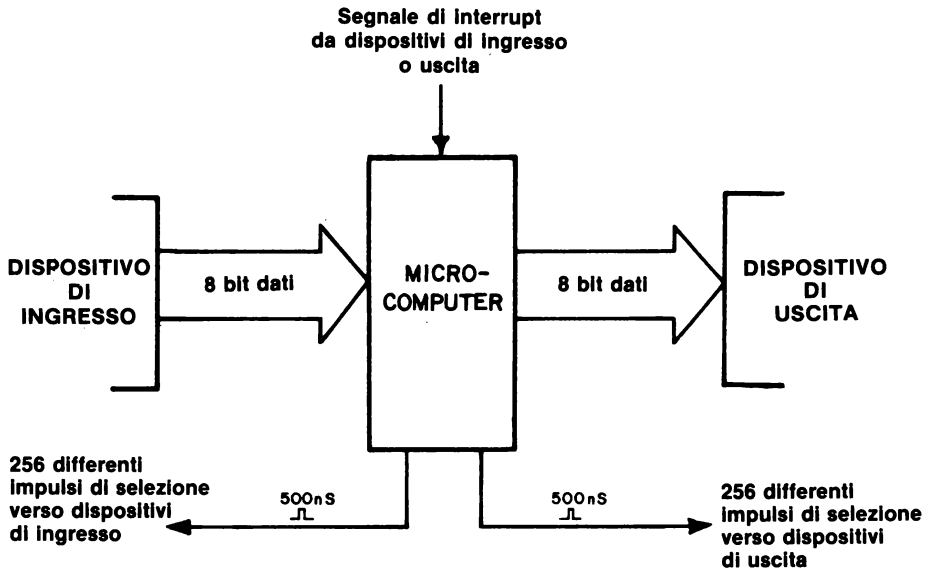 Segnale di interrupt
da dispositivi di ingresso
o uscita
DISPOSITIVO
DI
INGRESSO
8 bit dati
MICRO-
COMPUTER
8 bit dati
DISPOSITIVO
DI
USCITA
256 differenti
impulsi di selezione
verso dispositivi
di ingresso
500nS
500nS
256 differenti
impulsi di selezione
verso dispositivi
di uscita